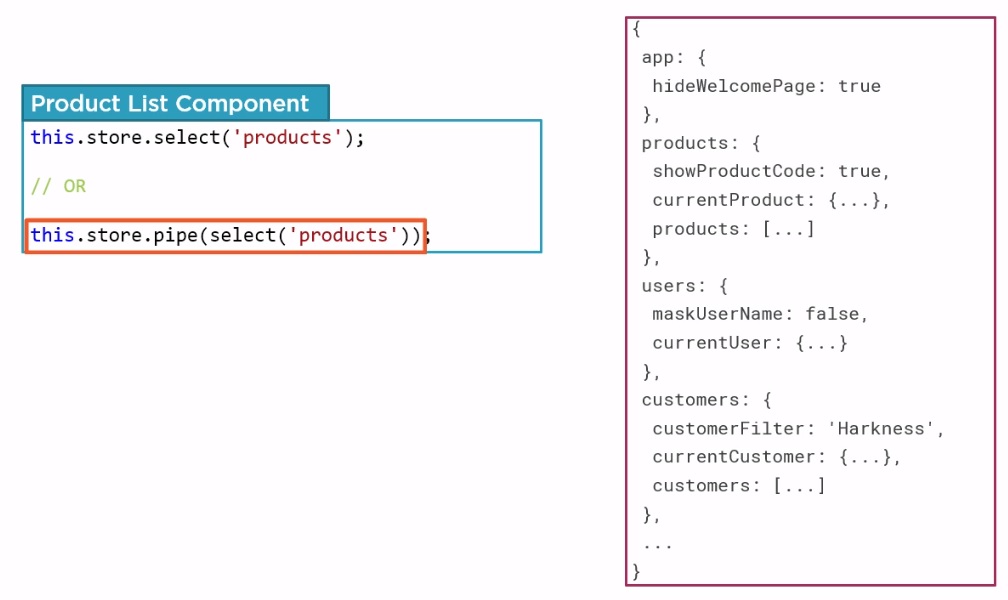 Product List Component
this.store.select('products');
// OR
this.store.pipe(select('products'));
{
app: {
hideWelcomePage: true
},
products: {
showProductCode: true,
currentProduct: {...},
products: [...]
},
users: {
maskUserName: false,
currentUser: {...}
},
customers: {
customerFilter: 'Harkness',
currentCustomer: {...},
customers: [...]
},
...
}